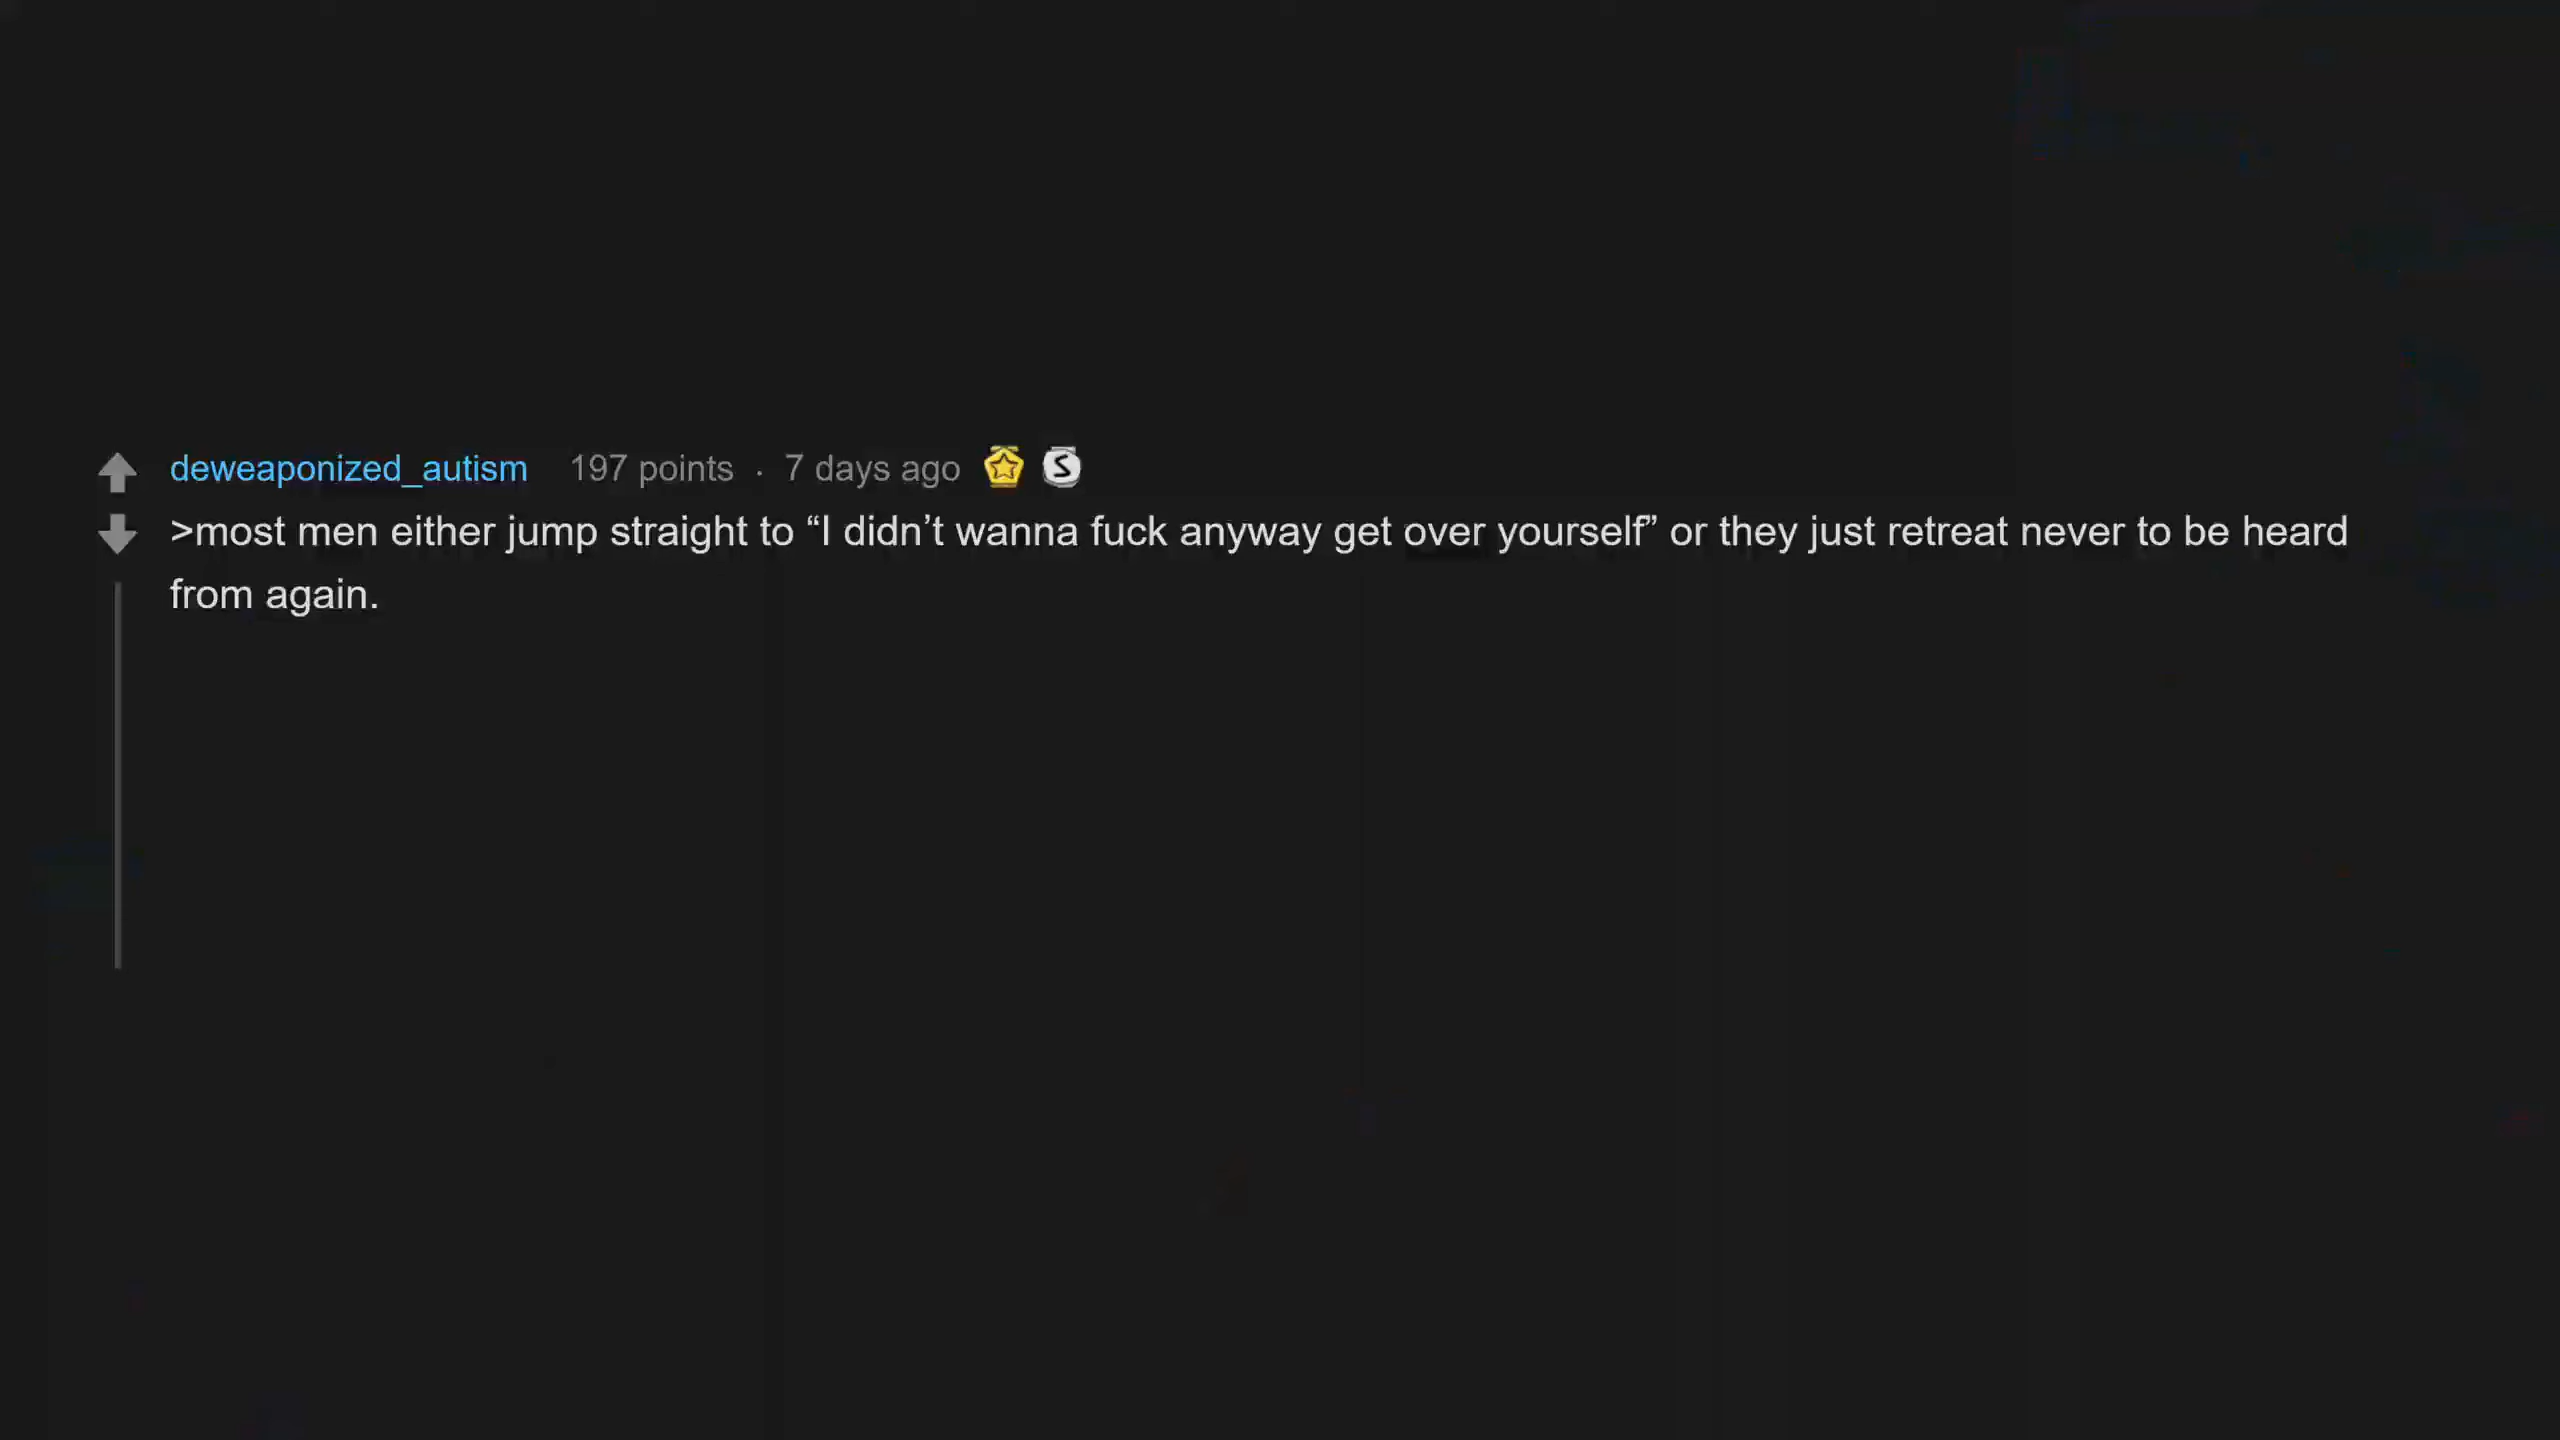 deweaponized_autism 197 points · 7 days ago S
>most men either jump straight to “I didn’t wanna fuck anyway get over yourself” or they just retreat never to be heard
from again.